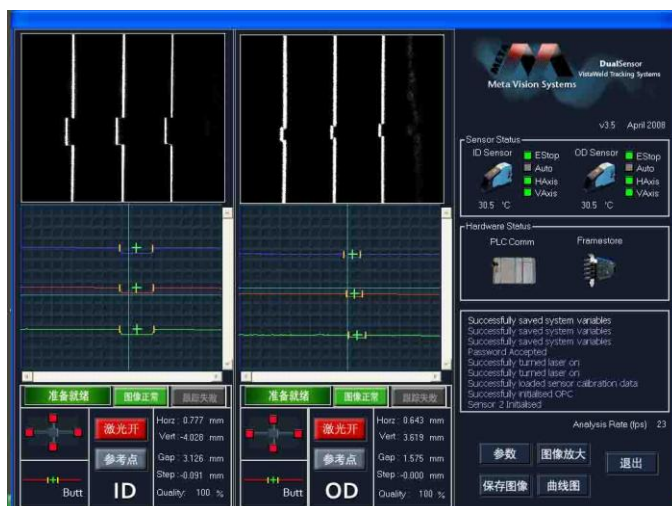 META
Meta Vision Systems
DualSensor
VistaWeld Tracking Systems
v3.5 April 2008
Sensor Status
ID Sensor
EStop
Auto
HAxis
VAxis
30.5 °C
OD Sensor
EStop
Auto
HAxis
VAxis
30.5 °C
Hardware Status
PLC Comm
Framestore
Successfully saved system variables
Successfully saved system variables
Successfully saved system variables
Password Accepted
Successfully turned laser on
Successfully turned laser on
Successfully loaded sensor calibration data
Successfully initialised OPC
Sensor 2 Initialised
Analysis Rate (fps) 23
参数
图像放大
退出
保存图像
曲线图
准备就绪
图像正常
跟踪失败
激光开
参考点
Butt
ID
Horz : 0.777 mm
Vert : -4.028 mm
Gap : 3.126 mm
Step : -0.091 mm
Quality: 100 %
准备就绪
图像正常
跟踪失败
激光开
参考点
Butt
OD
Horz : 0.643 mm
Vert : 3.619 mm
Gap : 1.575 mm
Step : -0.000 mm
Quality: 100 %